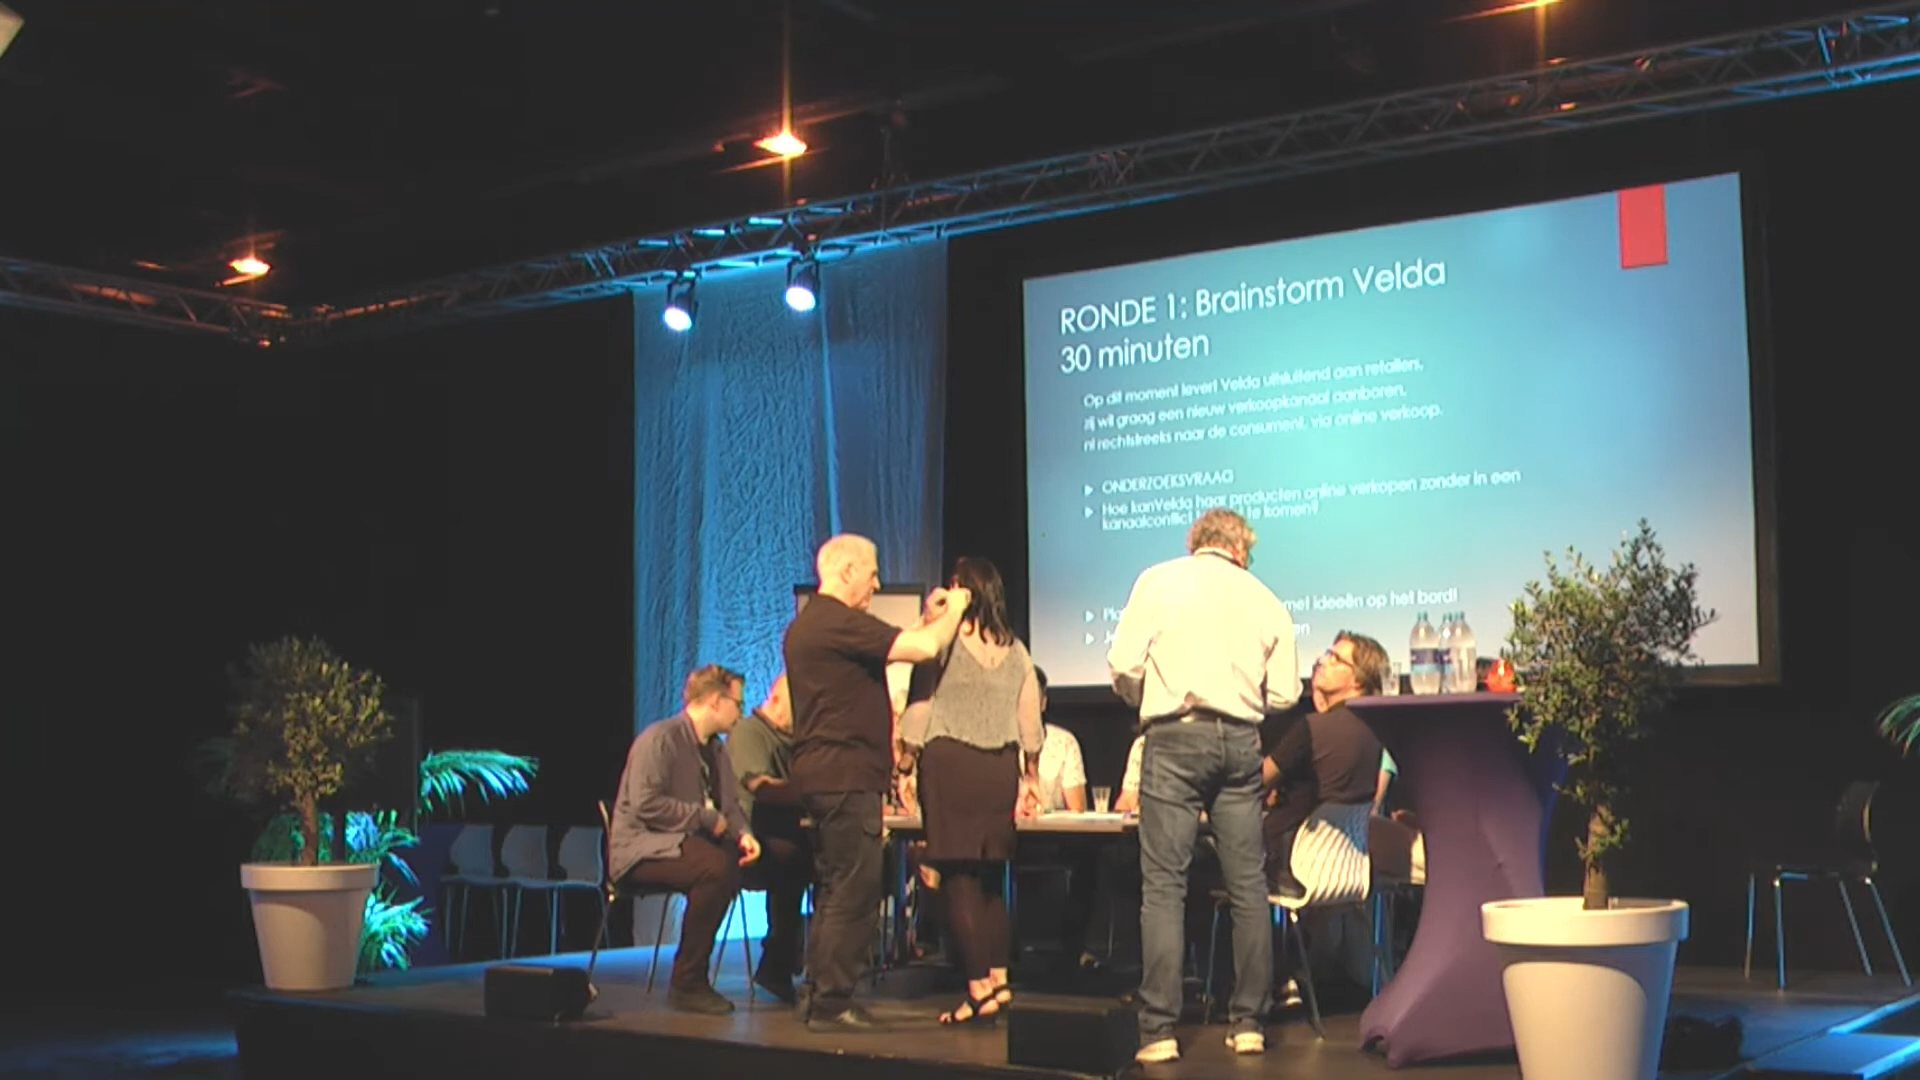 RONDE 1: Brainstorm Velda
30 minuten
Op dit moment levert Velda uitsluitend aan retailers,
zij wil graag een nieuw verkoopkanaal aanboren,
nl rechtstreeks naar de consument, via online verkoop.
ONDERZOEKSVRAAG
Hoe kanVelda haar producten online verkopen zonder in een
kanaalconflict te komen?
met ideeën op het bord!